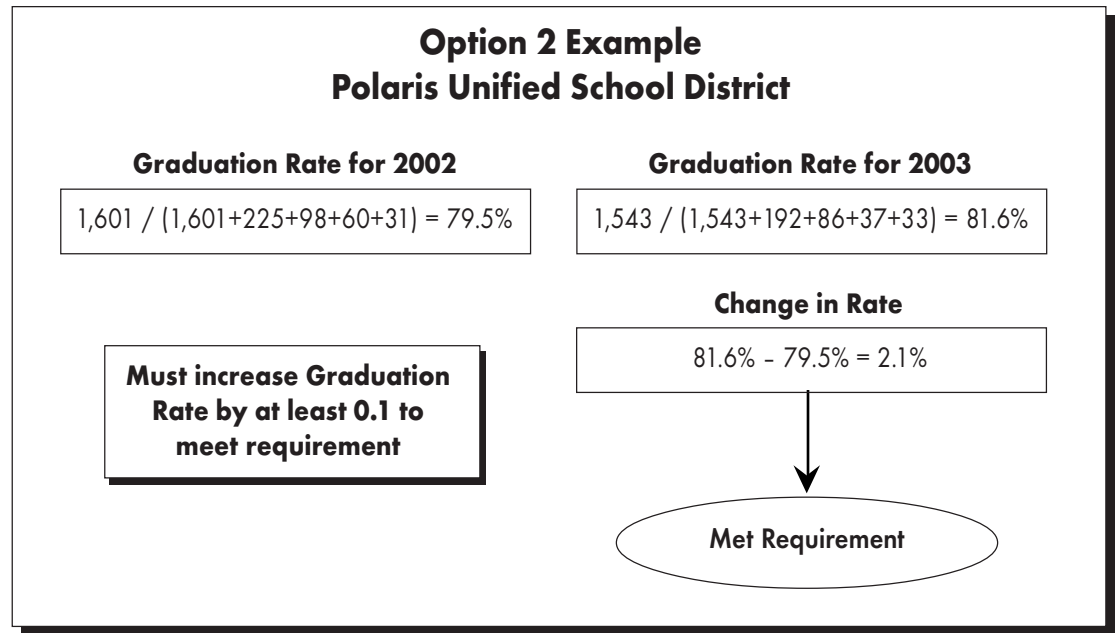 Option 2 Example
Polaris Unified School District
Graduation Rate for 2002
1,601 / (1,601+225+98+60+31) = 79.5%
Graduation Rate for 2003
1,543 / (1,543+192+86+37+33) = 81.6%
Change in Rate
81.6% – 79.5% = 2.1%
Must increase Graduation
Rate by at least 0.1 to
meet requirement
Met Requirement